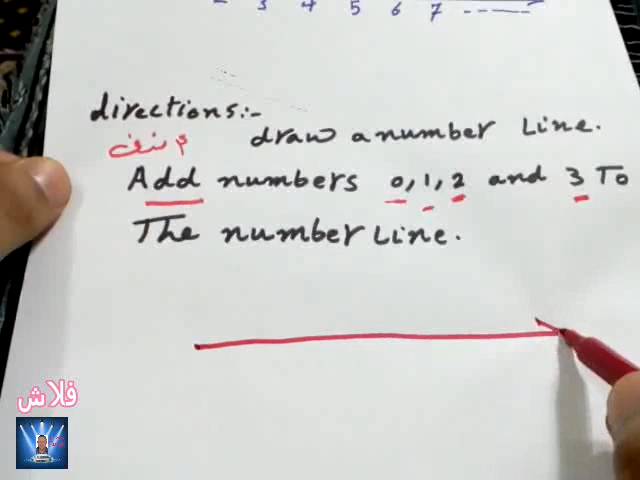 3 4 5 6 7 -----
directions:-
draw a number Line.
Add numbers 0, 1, 2 and 3 To
The number Line.
فلاش